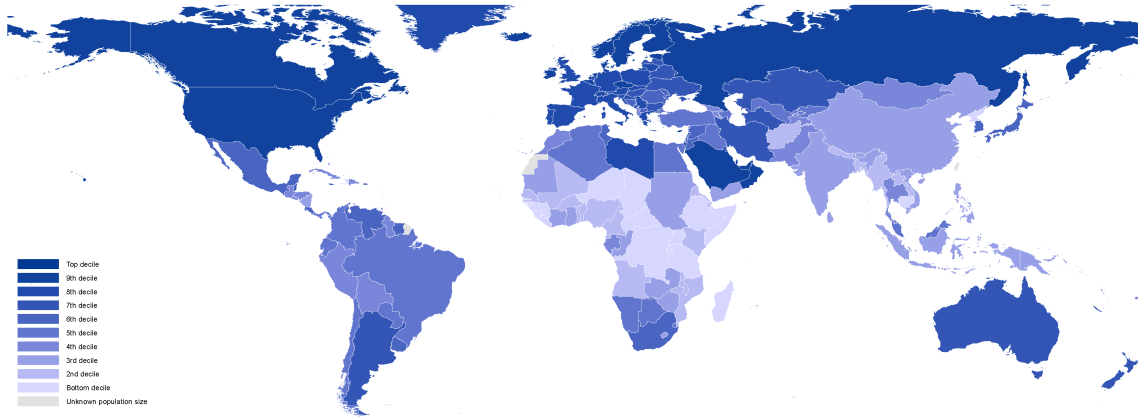 Top decile
9th decile
8th decile
7th decile
6th decile
5th decile
4th decile
3rd decile
2nd decile
Bottom decile
Unknown population size